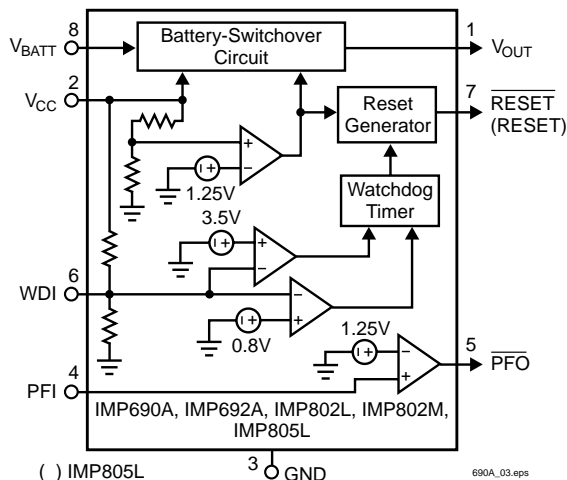 8
VBATT
Battery-Switchover
Circuit
1
VOUT
2
VCC
7
RESET
(RESET)
Reset
Generator
+
−
1.25V
Watchdog
Timer
3.5V
+
−
6
WDI
−
+
0.8V
1.25V
−
+
5
PFO
4
PFI
IMP690A, IMP692A, IMP802L, IMP802M,
IMP805L
( ) IMP805L
3
GND
690A_03.eps